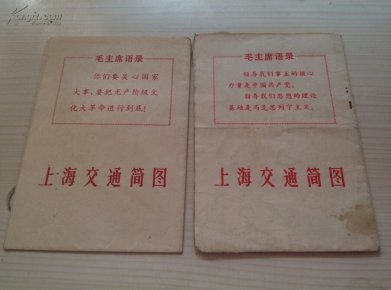 毛主席语录
你们要关心国家
大事，要把无产阶级文
化大革命进行到底！
上海交通简图
毛主席语录
领导我们事业的核心
力量是中国共产党。
指导我们思想的理论
基础是马克思列宁主义。
上海交通简图